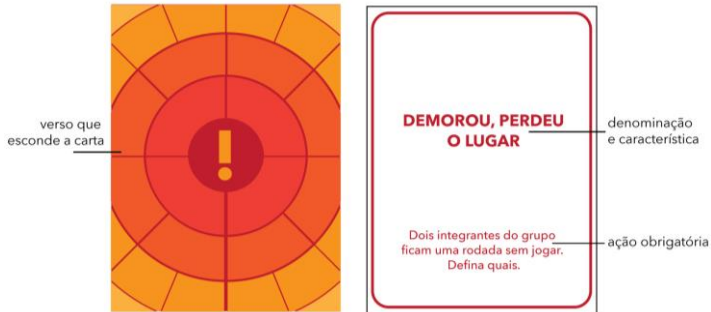 verso que
esconde a carta
!
DEMOROU, PERDEU
O LUGAR
denominação
e característica
Dois integrantes do grupo
ficam uma rodada sem jogar.
Defina quais.
ação obrigatória